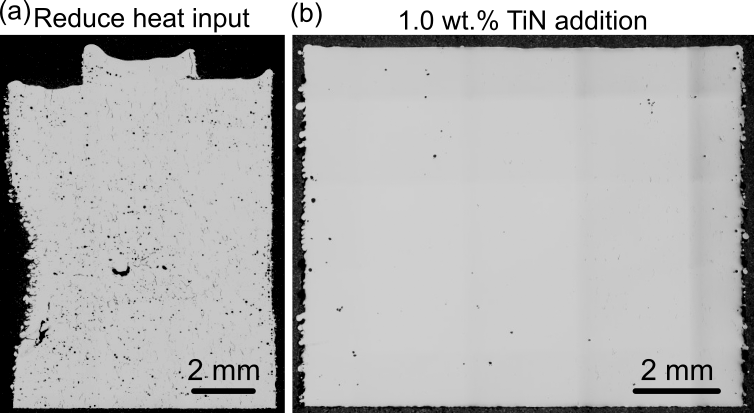 (a) Reduce heat input
(b) 1.0 wt.% TiN addition
2 mm
2 mm